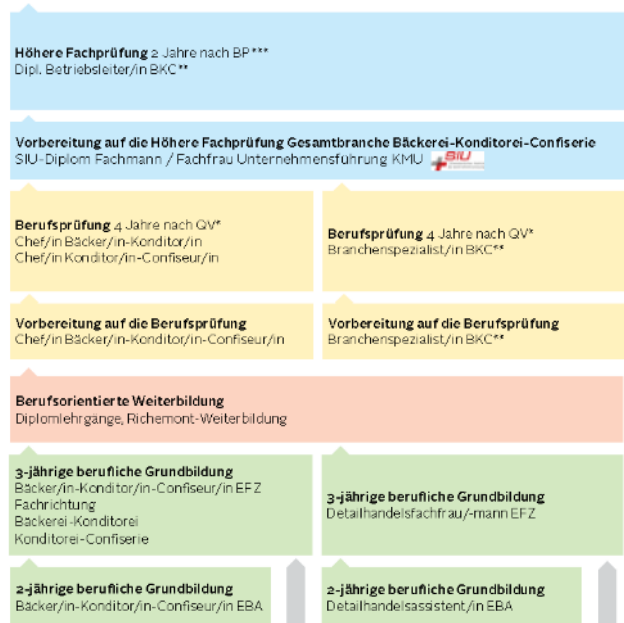 Höhere Fachprüfung 2 Jahre nach BP***
Dipl. Betriebsleiter/in BKC**
Vorbereitung auf die Höhere Fachprüfung Gesamtbranche Bäckerei-Konditorei-Confiserie
SIU-Diplom Fachmann / Fachfrau Unternehmensführung KMU SIU
Berufsprüfung 4 Jahre nach QV*
Chef/in Bäcker/in-Konditor/in
Chef/in Konditor/in-Confiseur/in
Berufsprüfung 4 Jahre nach QV*
Branchenspezialist/in BKC**
Vorbereitung auf die Berufsprüfung
Chef/in Bäcker/in-Konditor/in-Confiseur/in
Vorbereitung auf die Berufsprüfung
Branchenspezialist/in BKC**
Berufsorientierte Weiterbildung
Diplomlehrgänge, Richemont-Weiterbildung
3-jährige berufliche Grundbildung
Bäcker/in-Konditor/in-Confiseur/in EFZ
Fachrichtung
Bäckerei-Konditorei
Konditorei-Confiserie
3-jährige berufliche Grundbildung
Detailhandelsfachfrau/-mann EFZ
2-jährige berufliche Grundbildung
Bäcker/in-Konditor/in-Confiseur/in EBA
2-jährige berufliche Grundbildung
Detailhandelsassistent/in EBA